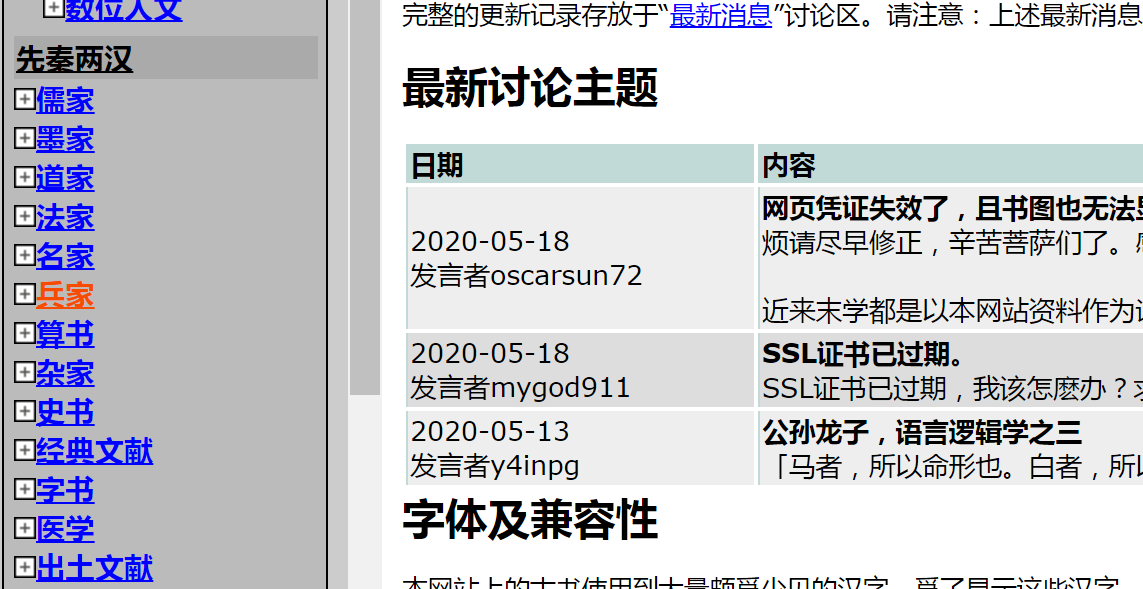 数位人文
先秦两汉
儒家
墨家
道家
法家
名家
兵家
算书
杂家
史书
经典文献
字书
医学
出土文献
完整的更新记录存放于“最新消息”讨论区。请注意：上述最新消息
最新讨论主题
日期 内容
网页凭证失效了，且书图也无法
2020-05-18
发言者oscarsun72
烦请尽早修正，辛苦菩萨们了。
近来末学都是以本网站资料作为
2020-05-18
发言者mygod911
SSL证书已过期。
SSL证书已过期，我该怎麽办？
2020-05-13
发言者y4inpg
公孙龙子，语言逻辑学之三
「马者，所以命形也。白者，所
字体及兼容性